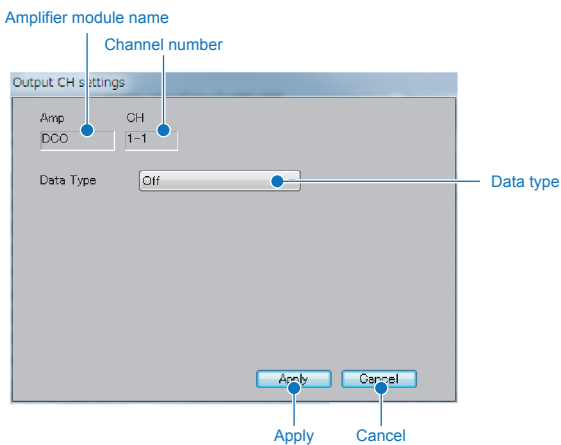 Amplifier module name
Channel number
Output CH settings
Amp CH
DCO 1-1
Data Type Off
Data type
Apply Cancel
Apply Cancel